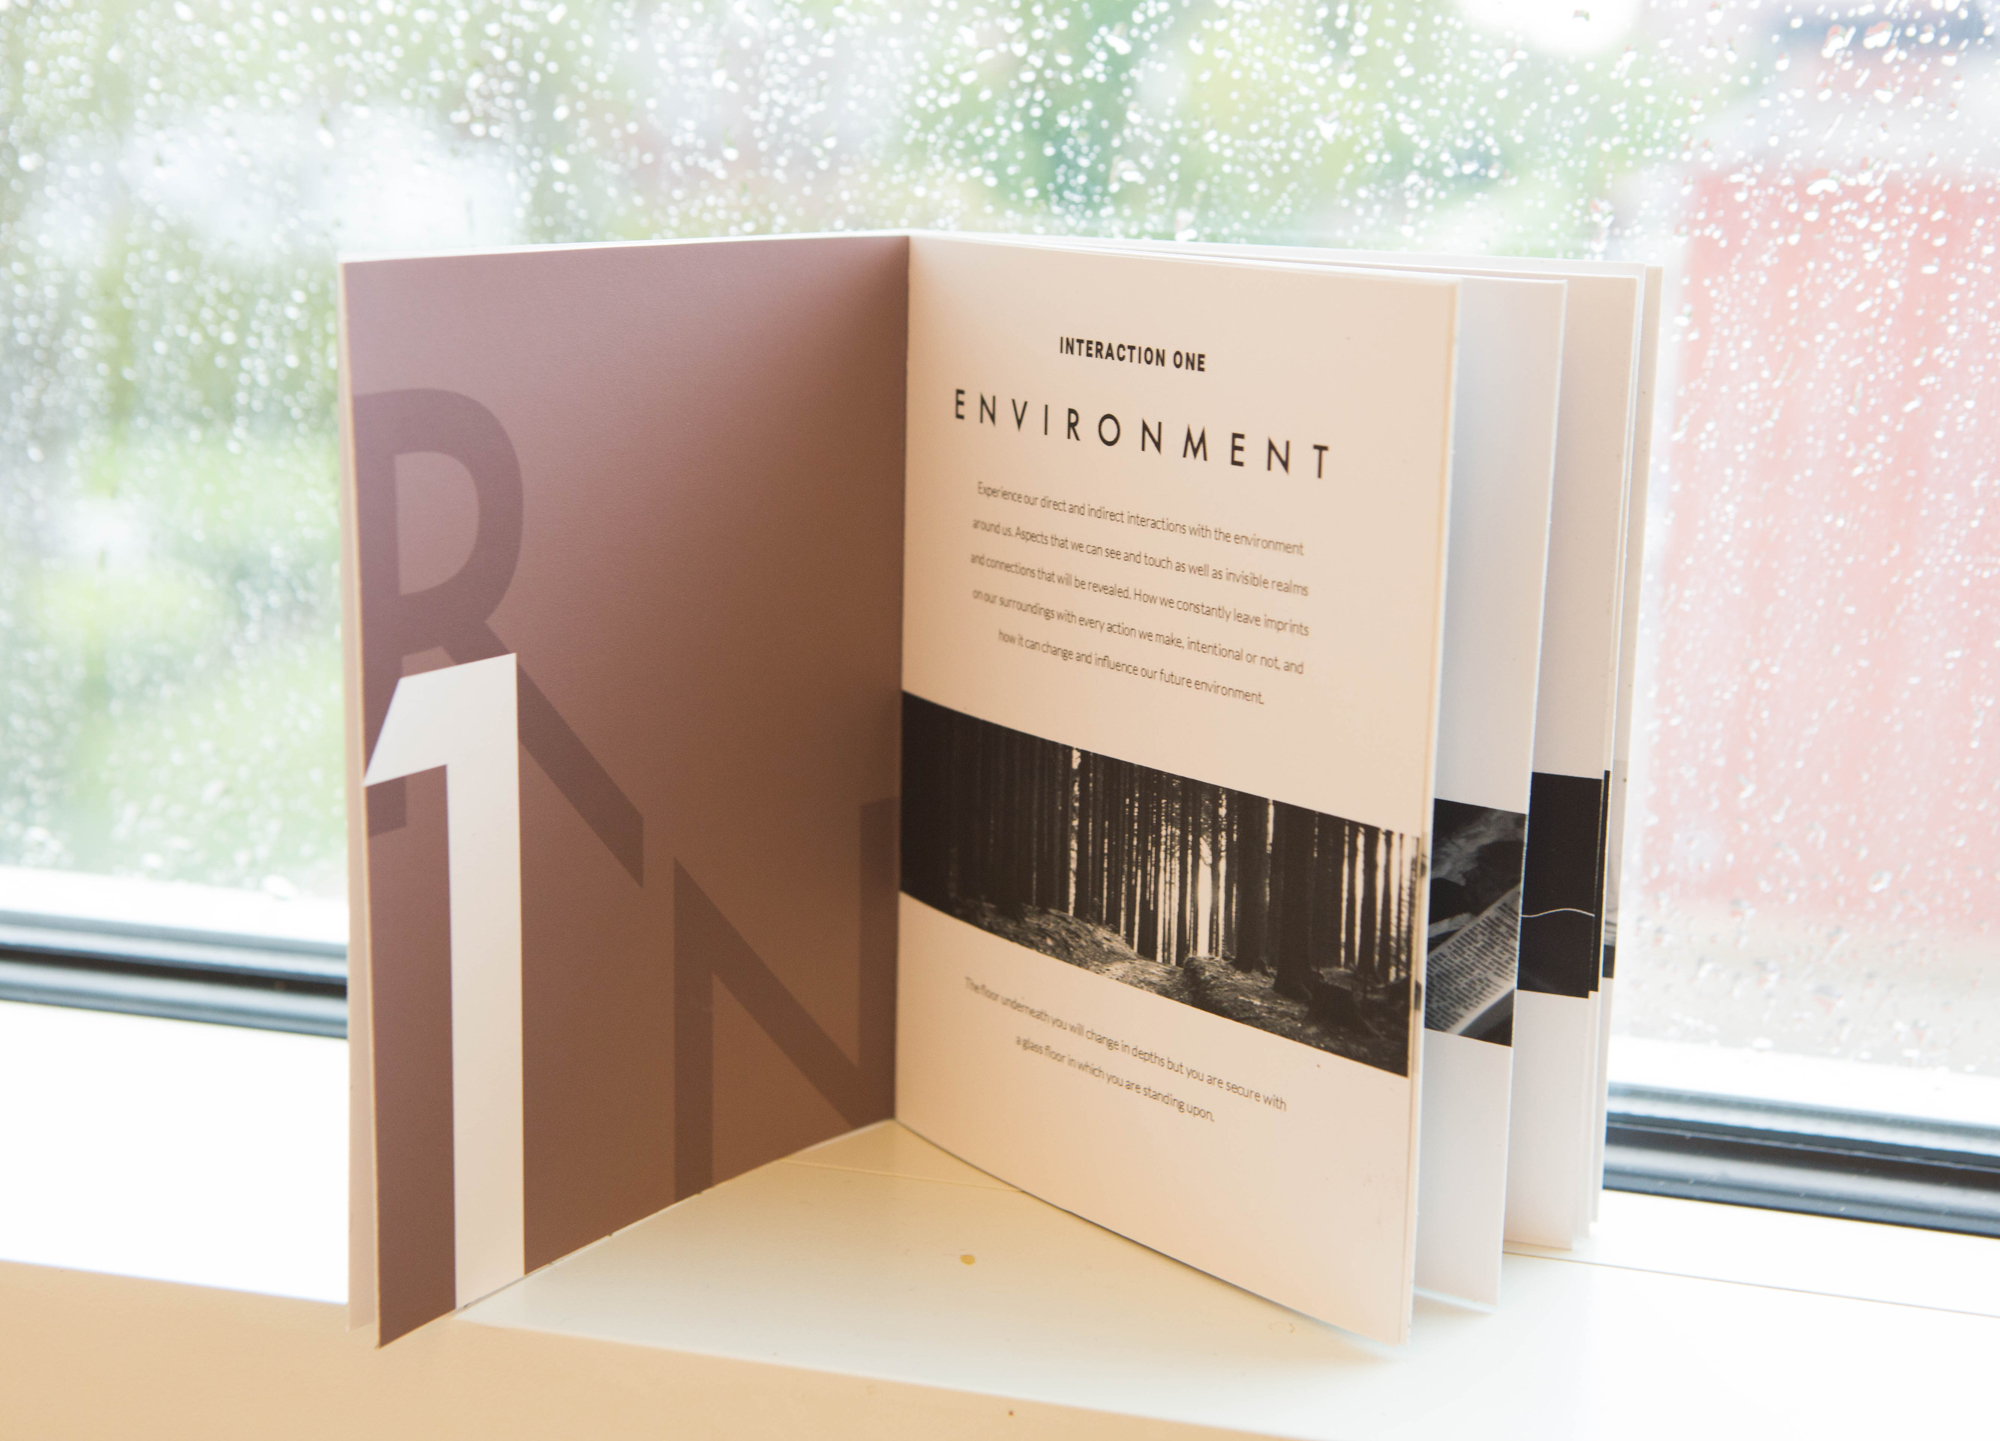 R
1
N
INTERACTION ONE
ENVIRONMENT
Experience our direct and indirect interactions with the environment
around us. Aspects that we can see and touch as well as invisible realms
and connections that will be revealed. How we constantly leave imprints
on our surroundings with every action we make, intentional or not, and
how it can change and influence our future environment.
The floor underneath you will change in depths but you are secure with
a glass floor in which you are standing upon.